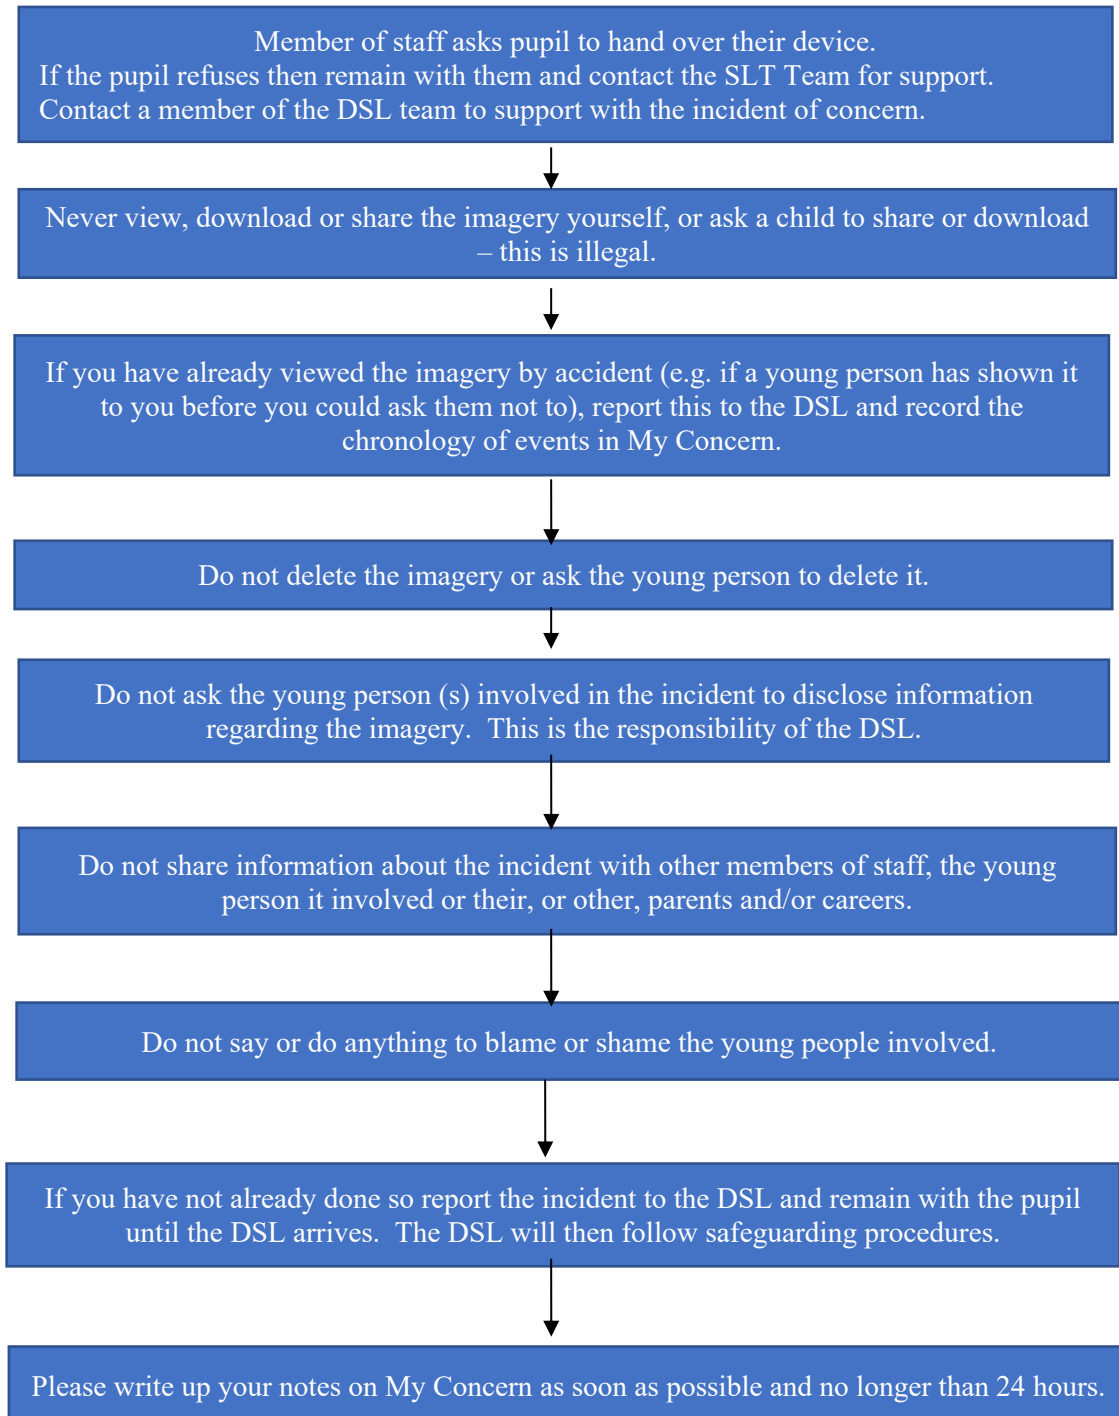 Member of staff asks pupil to hand over their device.
If the pupil refuses then remain with them and contact the SLT Team for support.
Contact a member of the DSL team to support with the incident of concern.
Never view, download or share the imagery yourself, or ask a child to share or download
– this is illegal.
If you have already viewed the imagery by accident (e.g. if a young person has shown it
to you before you could ask them not to), report this to the DSL and record the
chronology of events in My Concern.
Do not delete the imagery or ask the young person to delete it.
Do not ask the young person (s) involved in the incident to disclose information
regarding the imagery.  This is the responsibility of the DSL.
Do not share information about the incident with other members of staff, the young
person it involved or their, or other, parents and/or careers.
Do not say or do anything to blame or shame the young people involved.
If you have not already done so report the incident to the DSL and remain with the pupil
until the DSL arrives.  The DSL will then follow safeguarding procedures.
Please write up your notes on My Concern as soon as possible and no longer than 24 hours.